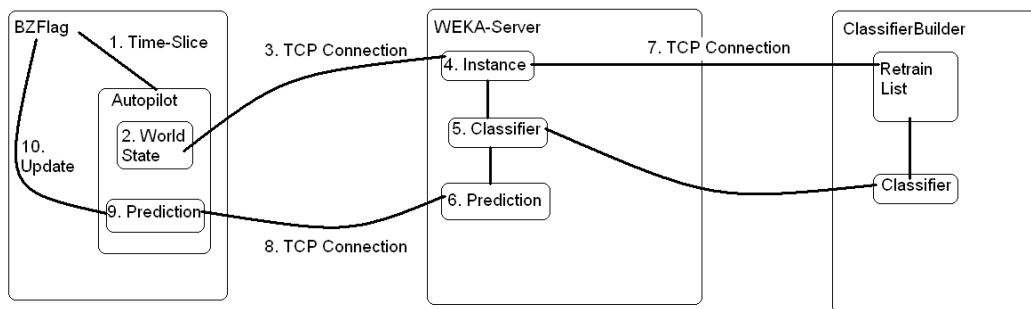 BZFlag
1. Time-Slice
Autopilot
2. World
State
10.
Update
9. Prediction
3. TCP Connection
8. TCP Connection
WEKA-Server
4. Instance
5. Classifier
6. Prediction
7. TCP Connection
ClassifierBuilder
Retrain
List
Classifier